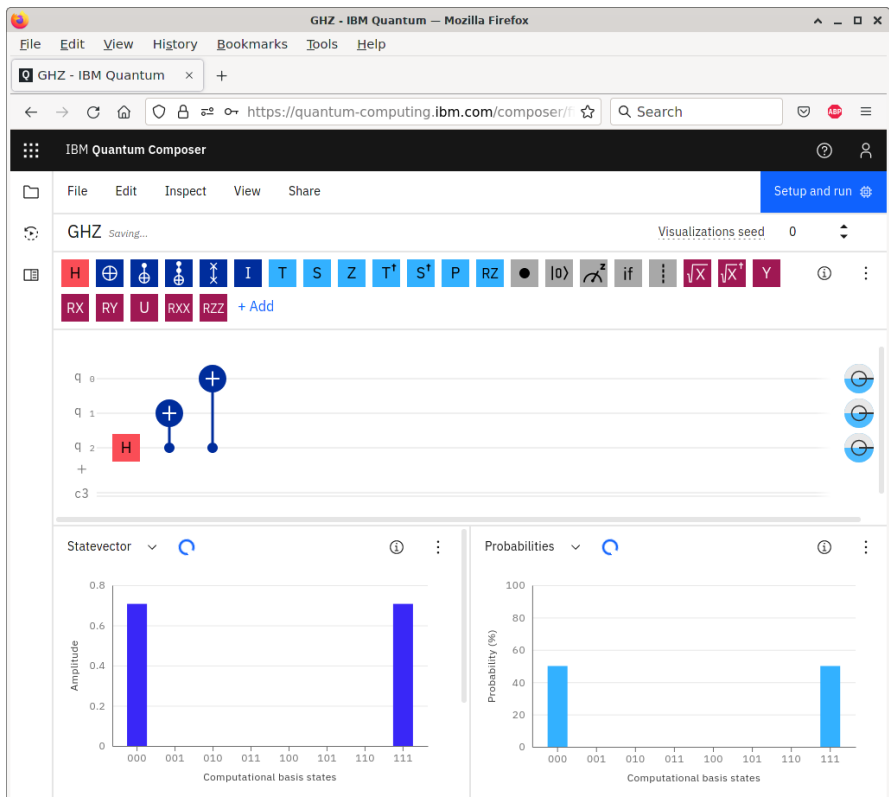 GHZ - IBM Quantum — Mozilla Firefox
File Edit View History Bookmarks Tools Help
Q GHZ - IBM Quantum × +
https://quantum-computing.ibm.com/composer/f Search ABP
IBM Quantum Composer
File Edit Inspect View Share Setup and run
GHZ Saving... Visualizations seed 0
H T S Z T† S† P RZ |0⟩ z if √X √X† Y
I
RX RY U RXX RZZ + Add
q 0
q 1
q 2 H
+
c3
Statevector
0.8
0.6
0.4
0.2
0
Amplitude
000 001 010 011 100 101 110 111
Computational basis states
Probabilities
100
80
60
40
20
0
Probability (%)
000 001 010 011 100 101 110 111
Computational basis states